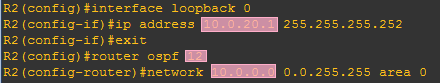 R2(config)#interface loopback 0
R2(config-if)#ip address 10.0.20.1 255.255.255.252
R2(config-if)#exit
R2(config)#router ospf 12
R2(config-router)#network 10.0.0.0 0.0.255.255 area 0